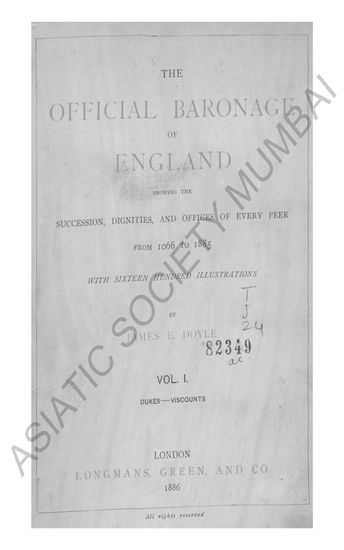 THE
OFFICIAL BARONAGE
OF
ENGLAND
SHOWING THE
SUCCESSION, DIGNITIES, AND OFFICES OF EVERY PEER
FROM 1066 TO 1885
WITH SIXTEEN HUNDRED ILLUSTRATIONS
BY
JAMES E. DOYLE
T
J
24
82349
VOL. I.
DUKES—VISCOUNTS
LONDON
LONGMANS, GREEN, AND CO.
1886
All rights reserved
ASIATIC SOCIETY MUMBAI